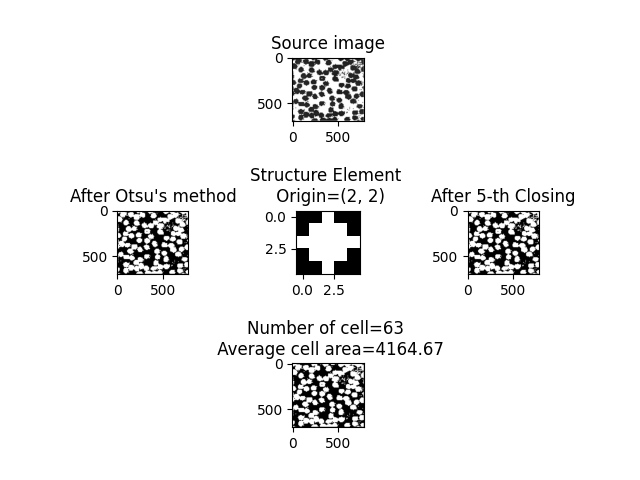 Source image
0
500
0 500
Structure Element
After Otsu's method Origin=(2, 2) After 5-th Closing
0 0.0 0
500 2.5 500
0 500 0.0 2.5 0 500
Number of cell=63
Average cell area=4164.67
0
500
0 500